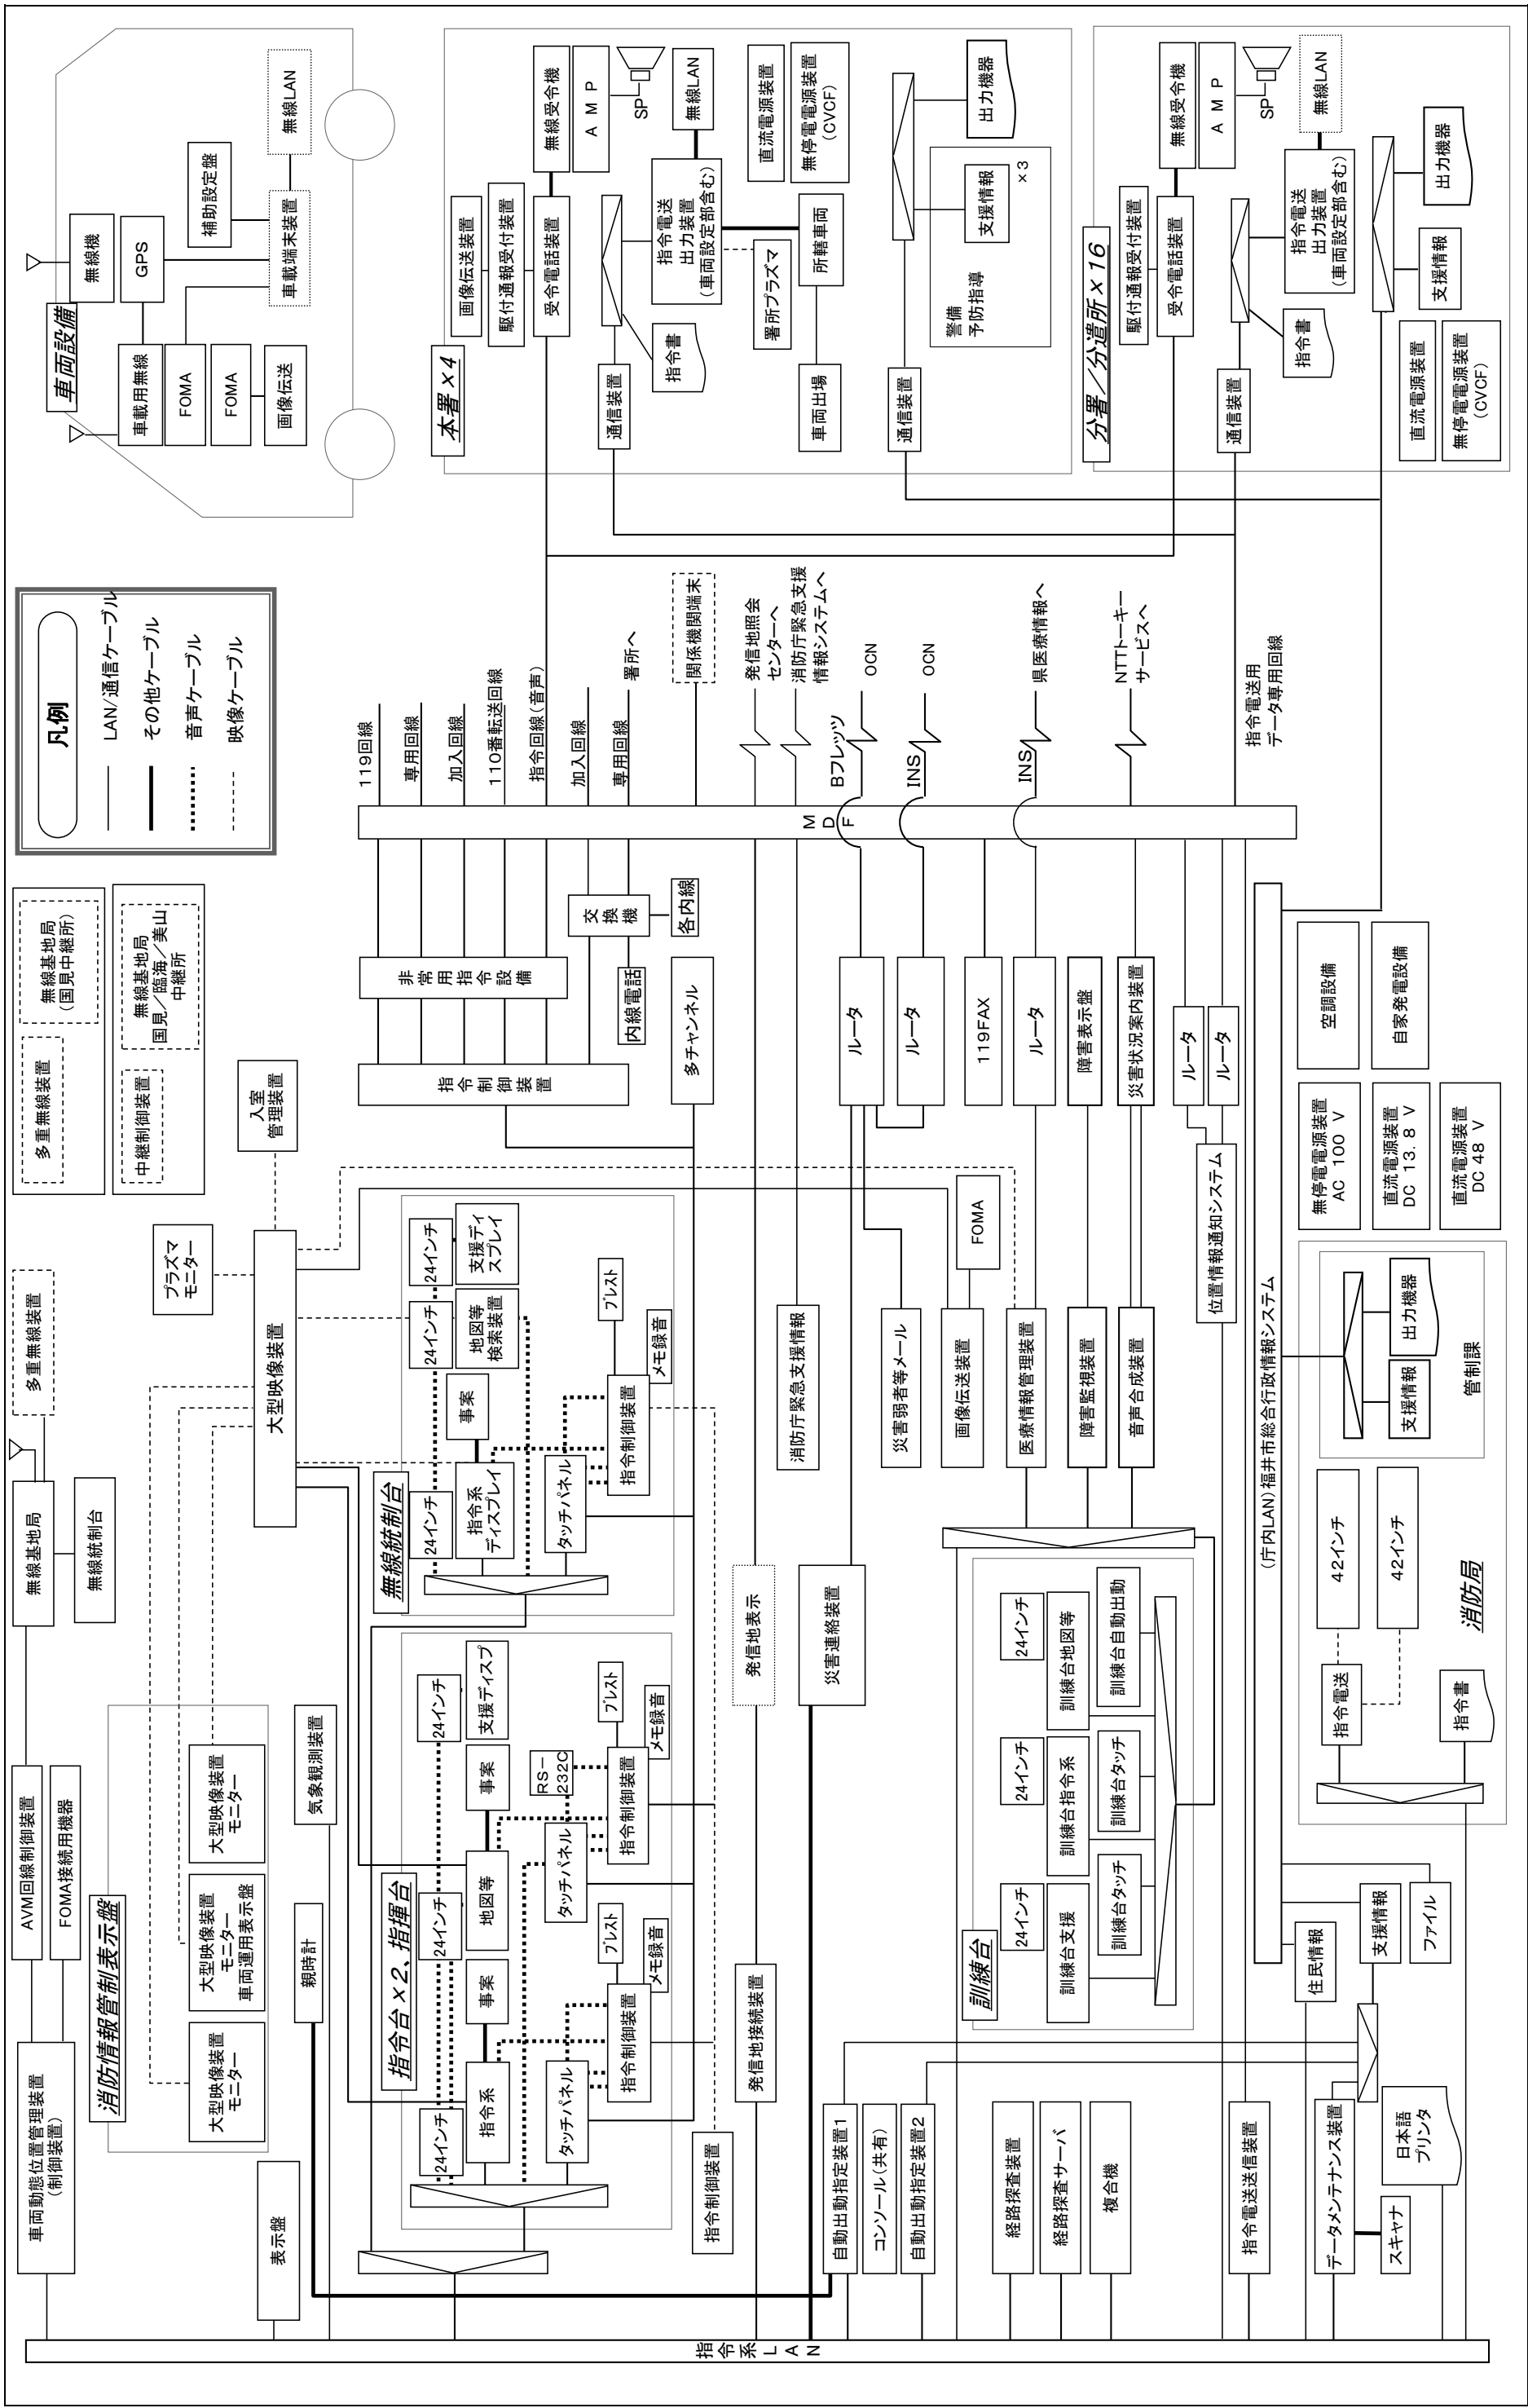 車両動態位置管理装置
(制御装置)
AVM回線制御装置
FOMA接続用機器
無線基地局
無線統制台
多重無線装置
プラズマ
モニター
大型映像装置
入室
管理装置
多重無線装置
無線基地局
(国見中継所)
中継制御装置
無線基地局
国見/臨海/美山
中継所
凡例
LAN/通信ケーブル
その他ケーブル
音声ケーブル
映像ケーブル
車両設備
無線機
GPS
補助設定盤
無線LAN
車載端末装置
車載用無線
FOMA
FOMA
画像伝送
消防情報管制表示盤
大型映像装置
モニター
大型映像装置
モニター
車両運用表示盤
大型映像装置
モニター
表示盤
親時計
気象観測装置
指令台×2、指揮台
24インチ
24インチ
24インチ
指令系
事案
地図等
事案
支援ディスプ
タッチパネル
タッチパネル
RS-
232C
指令制御装置
指令制御装置
ブレスト
メモ録音
ブレスト
メモ録音
無線統制台
24インチ
24インチ
24インチ
指令系
ディスプレイ
事案
地図等
検索装置
支援ディ
スプレイ
タッチパネル
指令制御装置
ブレスト
メモ録音
指令制御装置
指令制御装置
非常用指令設備
交換機
各内線
内線電話
多チャンネル
MDF
119回線
専用回線
加入回線
110番転送回線
指令回線(音声)
加入回線
専用回線
署所へ
関係機関端末
発信地照会
センターへ
消防庁緊急支援
情報システムへ
Bフレッツ
OCN
INS
OCN
INS
県医療情報へ
NTTトーキー
サービスへ
指令電送用
データ専用回線
本署×4
画像伝送装置
駆付通報受付装置
受令電話装置
無線受令機
AMP
SP
無線LAN
指令電送
出力装置
(車両設定部含む)
通信装置
指令書
署所プラズマ
所轄車両
車両出場
直流電源装置
無停電電源装置
(CVCF)
通信装置
出力機器
支援情報
×3
警備
予防指導
分署/分遣所×16
駆付通報受付装置
受令電話装置
無線受令機
AMP
SP
無線LAN
指令電送
出力装置
(車両設定部含む)
通信装置
指令書
出力機器
支援情報
直流電源装置
無停電電源装置
(CVCF)
指令系LAN
発信地接続装置
発信地表示
災害連絡装置
消防庁緊急支援情報
自動出動指定装置1
コンソール(共有)
自動出動指定装置2
経路探査装置
経路探査サーバ
複合機
指令電送送信装置
データメンテナンス装置
スキャナ
日本語
プリンタ
訓練台
24インチ
24インチ
24インチ
訓練台支援
訓練台指令系
訓練台地図等
訓練台タッチ
訓練台タッチ
訓練台自動出動
災害弱者等メール
画像伝送装置
FOMA
医療情報管理装置
障害監視装置
音声合成装置
位置情報通知システム
ルータ
ルータ
119FAX
ルータ
障害表示盤
災害状況案内装置
ルータ
ルータ
(庁内LAN)福井市総合行政情報システム
住民情報
支援情報
ファイル
消防局
指令電送
指令書
42インチ
42インチ
支援情報
出力機器
管制課
無停電電源装置
AC 100 V
直流電源装置
DC 13. 8 V
直流電源装置
DC 48 V
空調設備
自家発電設備